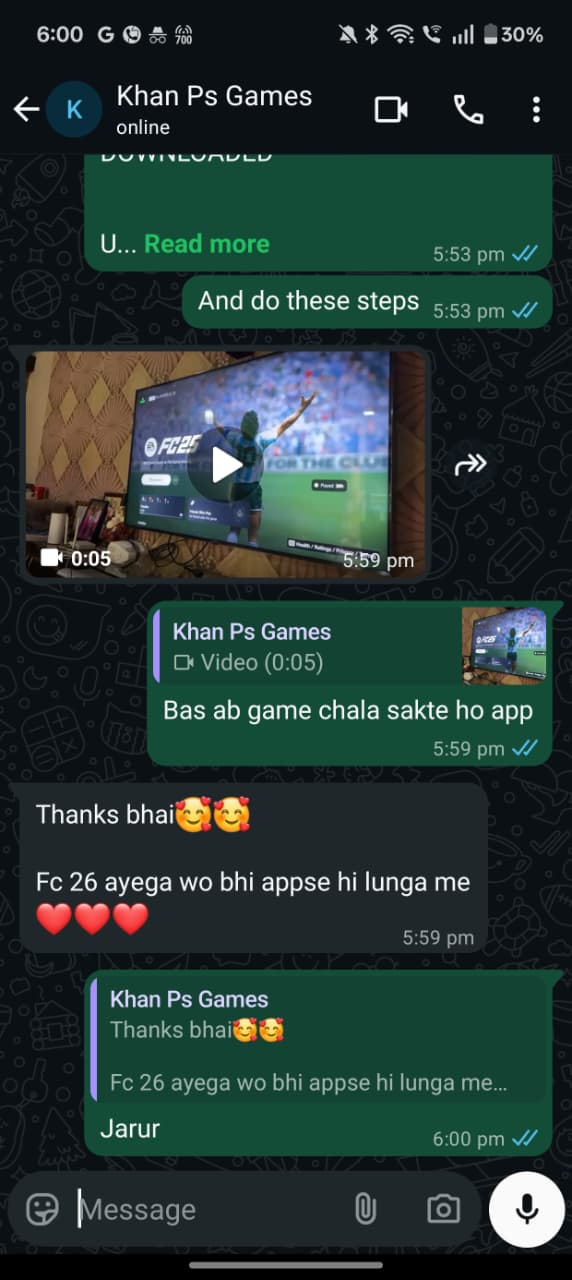 6:00
700
30%
K
Khan Ps Games
online
DOWNLOADED
U... Read more
5:53 pm
And do these steps
5:53 pm
EA
FC25
FOR THE
0:05
5:59 pm
Khan Ps Games
Video (0:05)
FC25
Bas ab game chala sakte ho app
5:59 pm
Thanks bhai🥰🥰
Fc 26 ayega wo bhi appse hi lunga me
❤️❤️❤️
5:59 pm
Khan Ps Games
Thanks bhai🥰🥰
Fc 26 ayega wo bhi appse hi lunga me...
Jarur
6:00 pm
Message